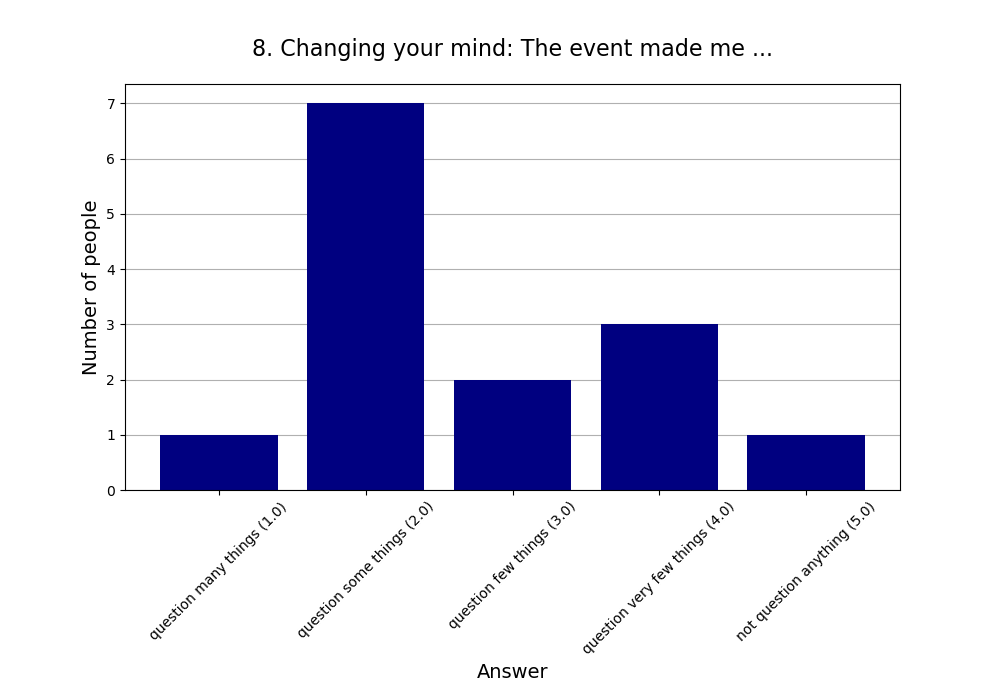 8. Changing your mind: The event made me ...
Number of people
7
6
5
4
3
2
1
0
question many things (1.0)
question some things (2.0)
question few things (3.0)
question very few things (4.0)
not question anything (5.0)
Answer